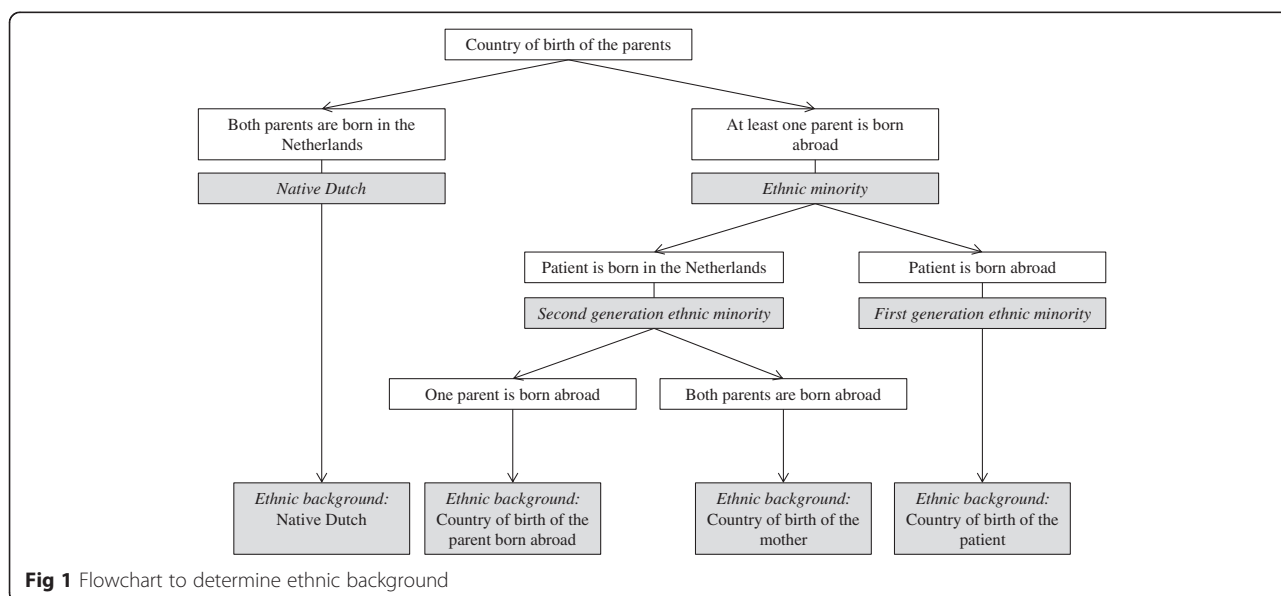 Country of birth of the parents
Both parents are born in the
Netherlands
Native Dutch
At least one parent is born
abroad
Ethnic minority
Patient is born in the Netherlands
Second generation ethnic minority
Patient is born abroad
First generation ethnic minority
One parent is born abroad
Both parents are born abroad
Ethnic background:
Native Dutch
Ethnic background:
Country of birth of the
parent born abroad
Ethnic background:
Country of birth of the
mother
Ethnic background:
Country of birth of the
patient
Fig 1 Flowchart to determine ethnic background